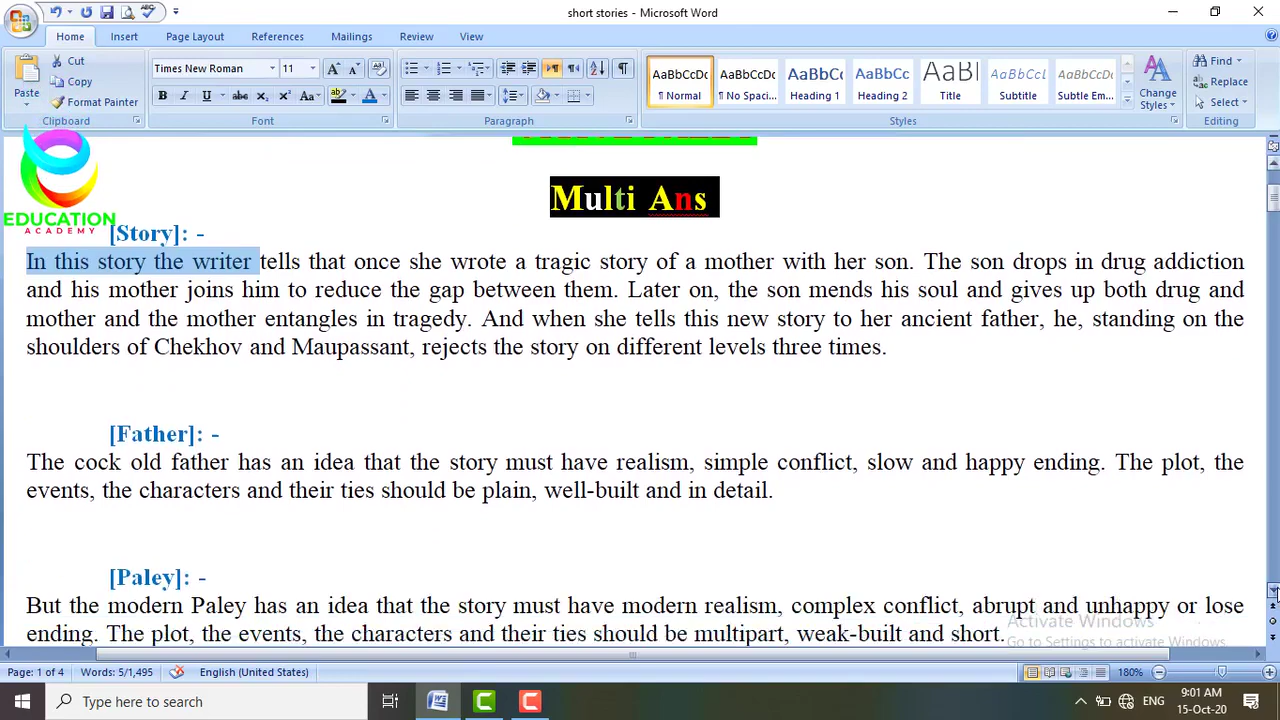 short stories - Microsoft Word
Home Insert Page Layout References Mailings Review View
Cut
Copy
Format Painter
Paste
Times New Roman 11
AaBbCcDc AaBbCcDc AaBbC AaBbCc AaBl AaBbCcL AaBbCcDc
¶ Normal ¶ No Spaci... Heading 1 Heading 2 Title Subtitle Subtle Em...
Change Styles
Find
Replace
Select
Clipboard Font Paragraph Styles Editing
Multi Ans
EDUCATION
ACADEMY
[Story]: -
In this story the writer tells that once she wrote a tragic story of a mother with her son. The son drops in drug addiction
and his mother joins him to reduce the gap between them. Later on, the son mends his soul and gives up both drug and
mother and the mother entangles in tragedy. And when she tells this new story to her ancient father, he, standing on the
shoulders of Chekhov and Maupassant, rejects the story on different levels three times.
[Father]: -
The cock old father has an idea that the story must have realism, simple conflict, slow and happy ending. The plot, the
events, the characters and their ties should be plain, well-built and in detail.
[Paley]: -
But the modern Paley has an idea that the story must have modern realism, complex conflict, abrupt and unhappy or lose
ending. The plot, the events, the characters and their ties should be multipart, weak-built and short.
Activate Windows
Go to Settings to activate Windows.
Page: 1 of 4 Words: 5/1,495 English (United States) 180%
Type here to search
ENG
9:01 AM
15-Oct-20